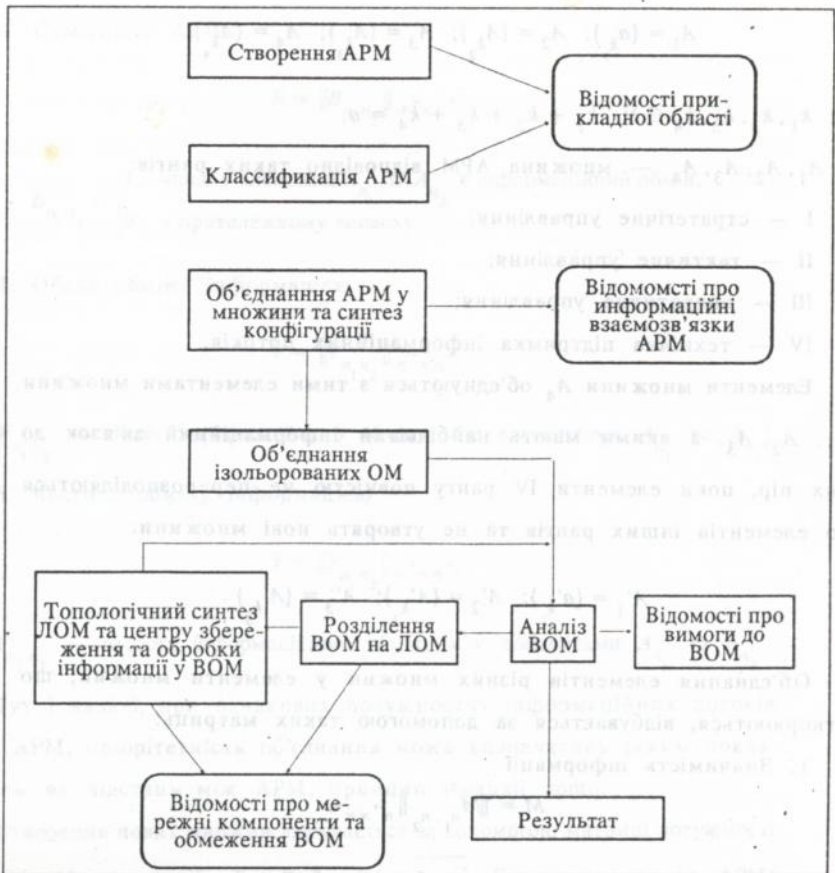 Створення АРМ
Відомості при-
кладної області
Классифікація АРМ
Об'єднанння АРМ у
множини та синтез
конфігурації
Відомомсті про
информаційні
взаємозв'язки
АРМ
Об'єднання
ізольорованих ОМ
Топологічний синтез
ЛОМ та центру збере-
ження та обробки
інформації у ВОМ
Розділення
ВОМ на ЛОМ
Аналіз
ВОМ
Відомості про
вимоги до
ВОМ
Відомості про ме-
режні компоненти та
обмеження ВОМ
Результат